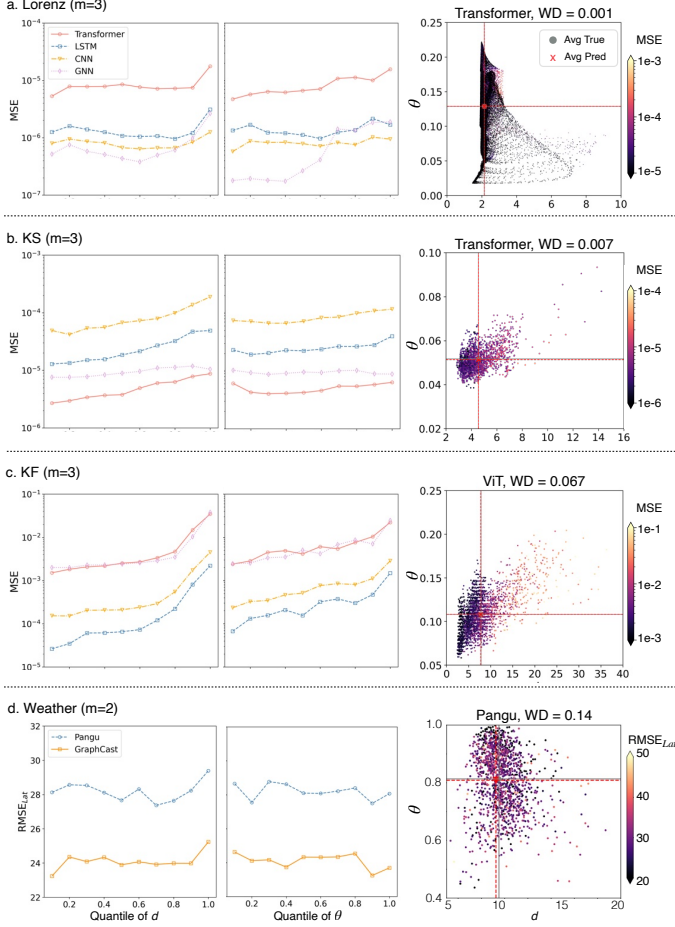 a. Lorenz (m=3)
MSE
10⁻⁴
10⁻⁵
10⁻⁶
10⁻⁷
Transformer
LSTM
CNN
GNN
Transformer, WD = 0.001
θ
0.25
0.20
0.15
0.10
0.05
0.00
0
2
4
6
8
10
Avg True
Avg Pred
MSE
1e-3
1e-4
1e-5
b. KS (m=3)
MSE
10⁻³
10⁻⁴
10⁻⁵
10⁻⁶
Transformer, WD = 0.007
θ
0.10
0.08
0.06
0.04
0.02
2
4
6
8
10
12
14
16
MSE
1e-4
1e-5
1e-6
c. KF (m=3)
MSE
10⁻¹
10⁻²
10⁻³
10⁻⁴
10⁻⁵
ViT, WD = 0.067
θ
0.25
0.20
0.15
0.10
0.05
0
5
10
15
20
25
30
35
40
MSE
1e-1
1e-2
1e-3
d. Weather (m=2)
RMSE_Lat
32
30
28
26
24
22
Pangu
GraphCast
0.2
0.4
0.6
0.8
1.0
Quantile of d
0.2
0.4
0.6
0.8
1.0
Quantile of θ
Pangu, WD = 0.14
θ
1.0
0.8
0.6
0.4
5
10
15
20
d
RMSE_Lat
50
40
30
20